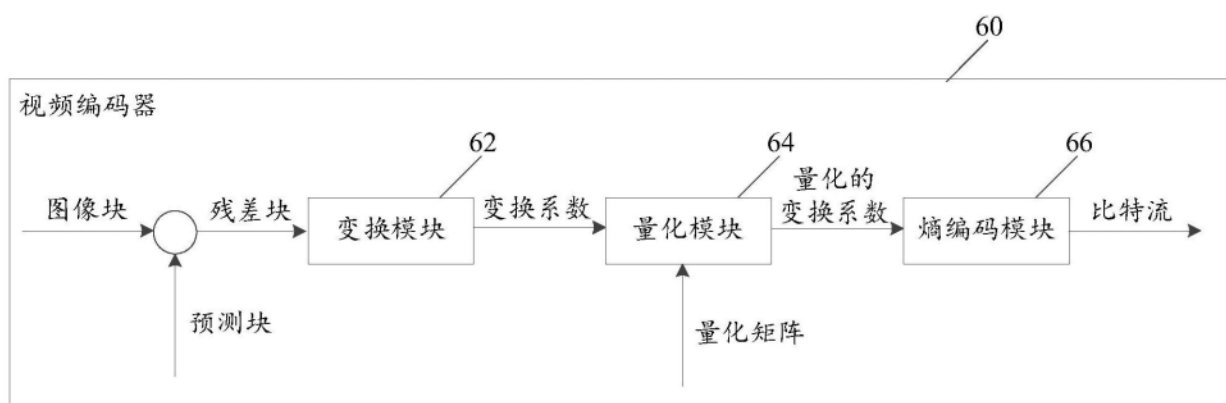 60
视频编码器
62
64
66
图像块
残差块
变换模块
变换系数
量化模块
量化的
变换系数
熵编码模块
比特流
预测块
量化矩阵